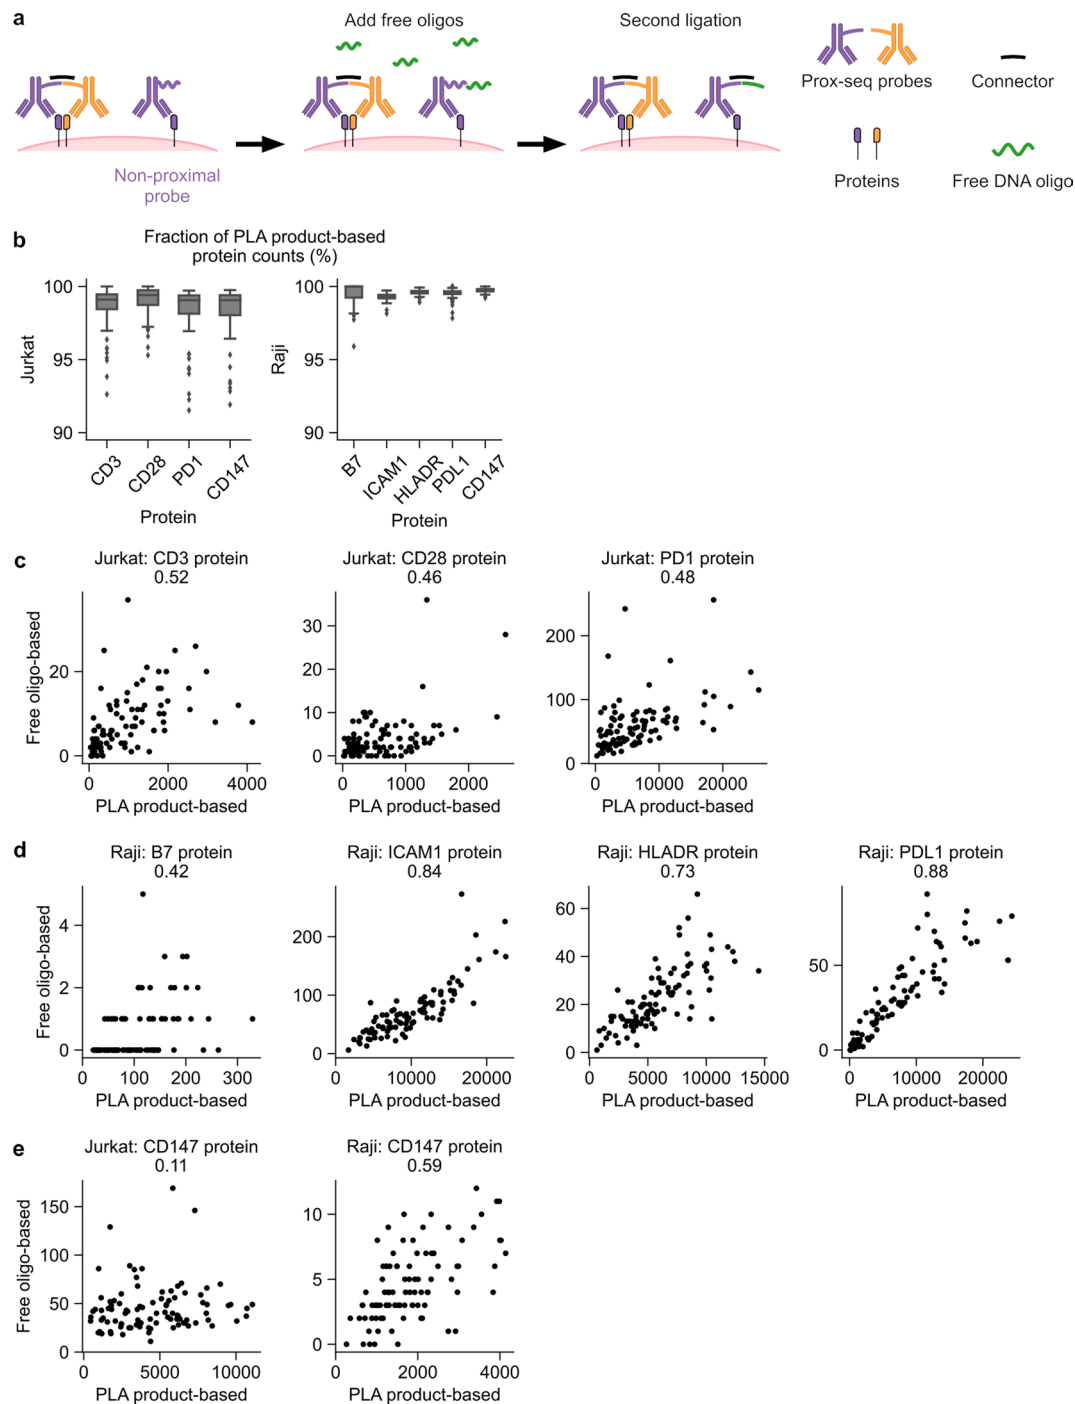 a
Add free oligos
Second ligation
Prox-seq probes
Connector
Non-proximal
probe
Proteins
Free DNA oligo
b
Fraction of PLA product-based
protein counts (%)
100
95
90
Jurkat
CD3
CD28
PD1
CD147
Protein
100
95
90
Raji
B7
ICAM1
HLADR
PDL1
CD147
Protein
c
Jurkat: CD3 protein
0.52
Free oligo-based
20
0
0 2000 4000
PLA product-based
Jurkat: CD28 protein
0.46
30
20
10
0
0 1000 2000
PLA product-based
Jurkat: PD1 protein
0.48
200
100
0
0 10000 20000
PLA product-based
d
Raji: B7 protein
0.42
Free oligo-based
4
2
0
0 100 200 300
PLA product-based
Raji: ICAM1 protein
0.84
200
100
0
0 10000 20000
PLA product-based
Raji: HLADR protein
0.73
60
40
20
0
0 5000 10000 15000
PLA product-based
Raji: PDL1 protein
0.88
50
0
0 10000 20000
PLA product-based
e
Jurkat: CD147 protein
0.11
Free oligo-based
150
100
50
0
0 5000 10000
PLA product-based
Raji: CD147 protein
0.59
10
5
0
0 2000 4000
PLA product-based